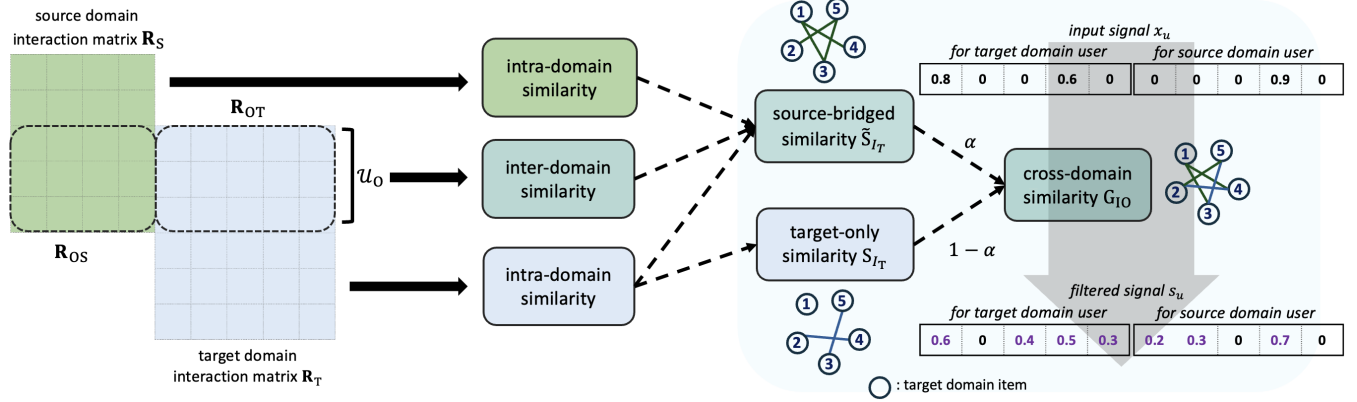 source domain
interaction matrix R_S
R_OT
𝒰_O
R_OS
target domain
interaction matrix R_T
intra-domain
similarity
inter-domain
similarity
intra-domain
similarity
1 5
2 4
3
source-bridged
similarity S̃_{I_T}
target-only
similarity S_{I_T}
1 5
2 4
3
α
1 − α
cross-domain
similarity G_IO
1 5
2 4
3
input signal x_u
for target domain user for source domain user
0.8 0 0 0.6 0 0 0 0 0.9 0
filtered signal s_u
for target domain user for source domain user
0.6 0 0.4 0.5 0.3 0.2 0.3 0 0.7 0
: target domain item